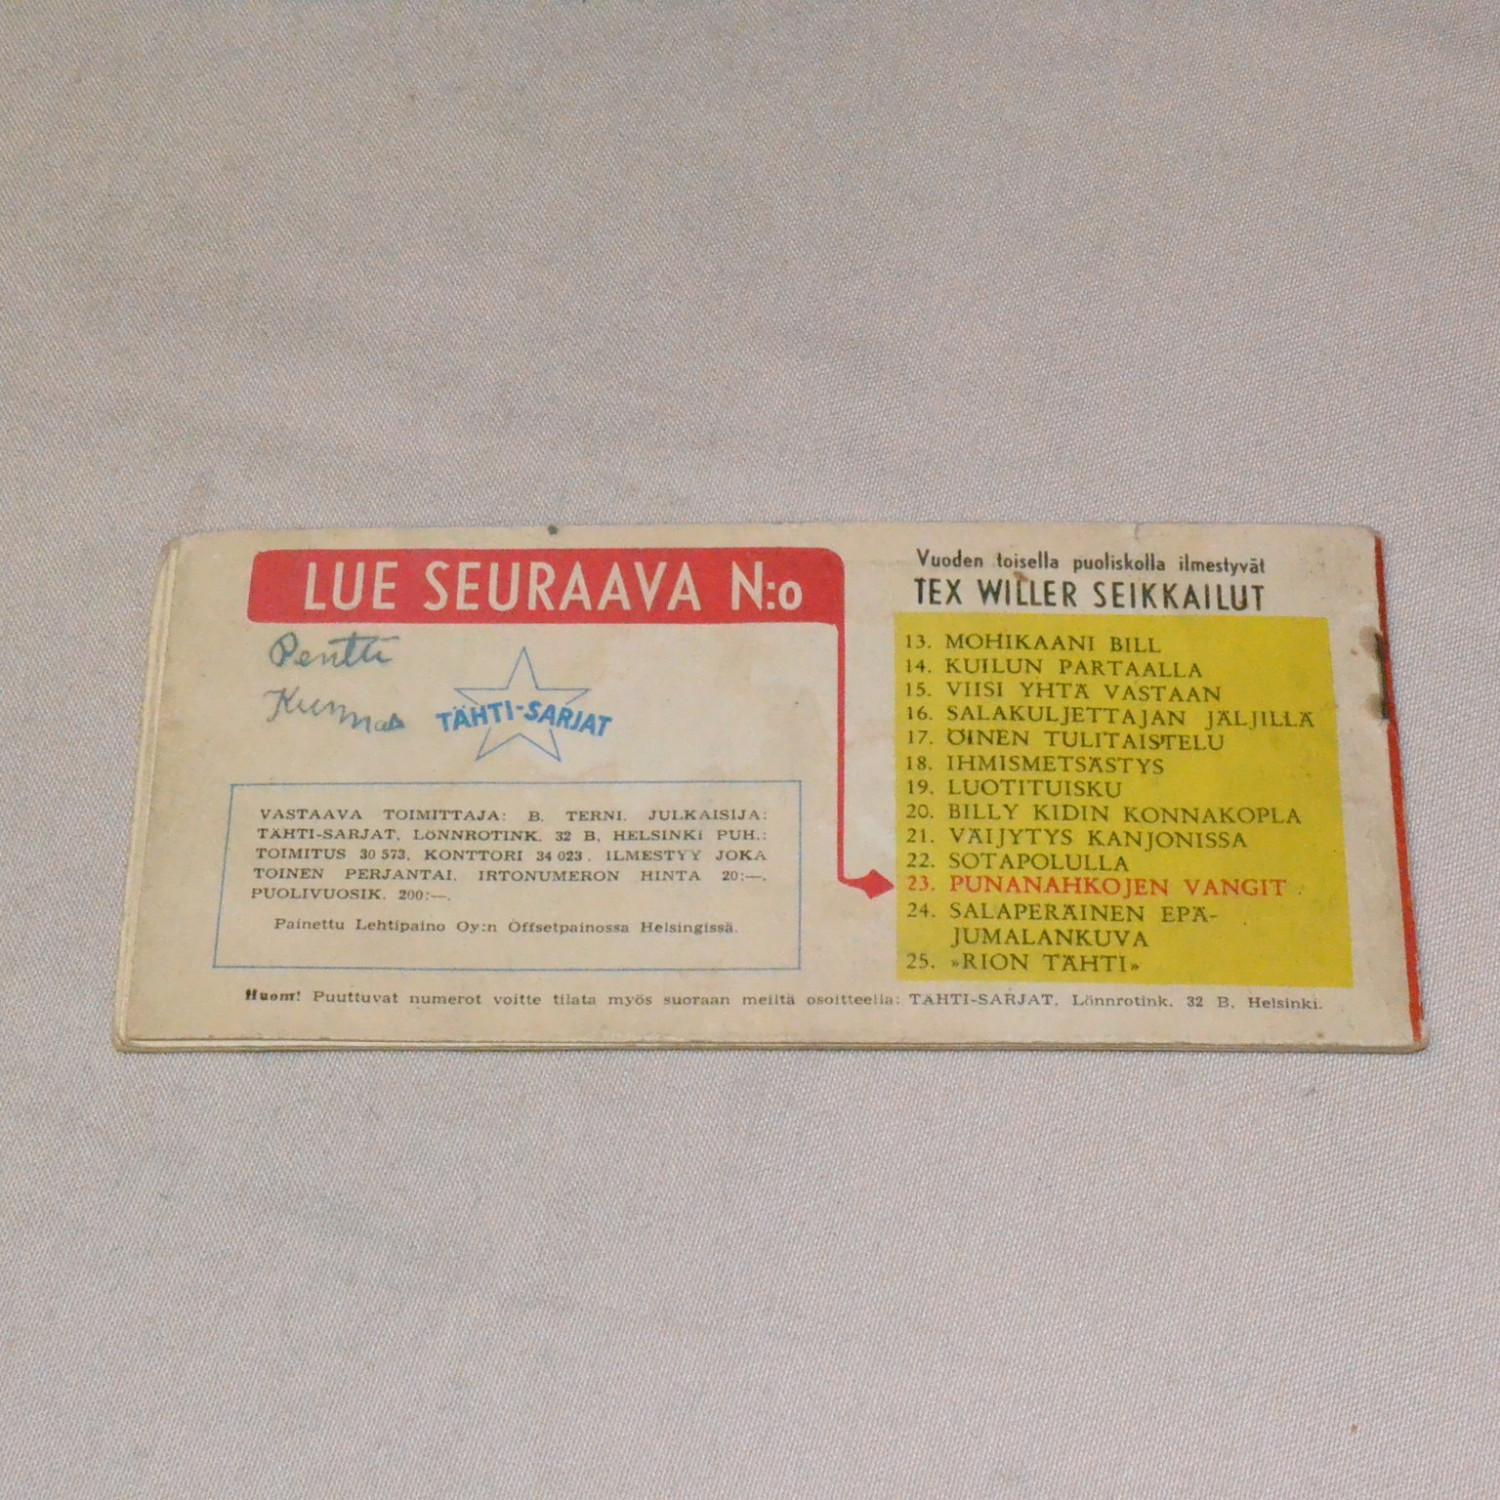 LUE SEURAAVA N:o
Pentti
TÄHTI-SARJAT
VASTAAVA TOIMITTAJA: B. TERNI. JULKAISIJA:
TÄHTI-SARJAT, LÖNNROTINK. 32 B, HELSINKI PUH.:
TOIMITUS 30 573, KONTTORI 34 023. ILMESTYY JOKA
TOINEN PERJANTAI. IRTONUMERON HINTA 20:—.
PUOLIVUOSIK. 200:—.
Painettu Lehtipaino Oy:n Offsetpainossa Helsingissä.
Vuoden toisella puoliskolla ilmestyvät
TEX WILLER SEIKKAILUT
13. MOHIKAANI BILL
14. KUILUN PARTAALLA
15. VIISI YHTÄ VASTAAN
16. SALAKULJETTAJAN JÄLJILLÄ
17. ÖINEN TULITAISTELU
18. IHMISMETSÄSTYS
19. LUOTITUISKU
20. BILLY KIDIN KONNAKOPLA
21. VÄIJYTYS KANJONISSA
22. SOTAPOLULLA
23. PUNANAHKOJEN VANGIT
24. SALAPERÄINEN EPÄ-
JUMALANKUVA
25. »RION TÄHTI»
Huom! Puuttuvat numerot voitte tilata myös suoraan meiltä osoitteella: TÄHTI-SARJAT, Lönnrotink. 32 B, Helsinki.